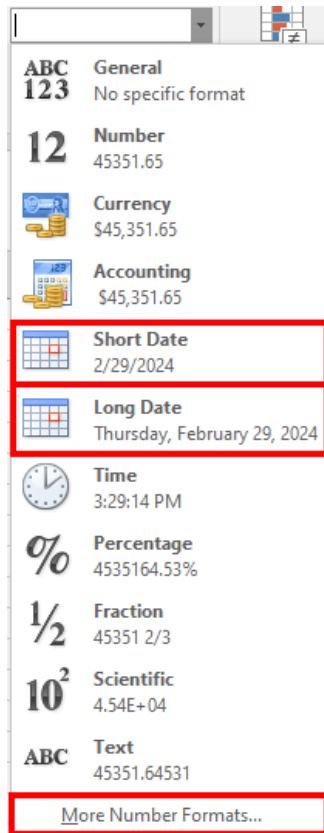 ABC
123
General
No specific format
12
Number
45351.65
Currency
$45,351.65
123
Accounting
$45,351.65
Short Date
2/29/2024
Long Date
Thursday, February 29, 2024
Time
3:29:14 PM
%
Percentage
4535164.53%
½
Fraction
45351 2/3
10²
Scientific
4.54E+04
ABC
Text
45351.64531
More Number Formats...